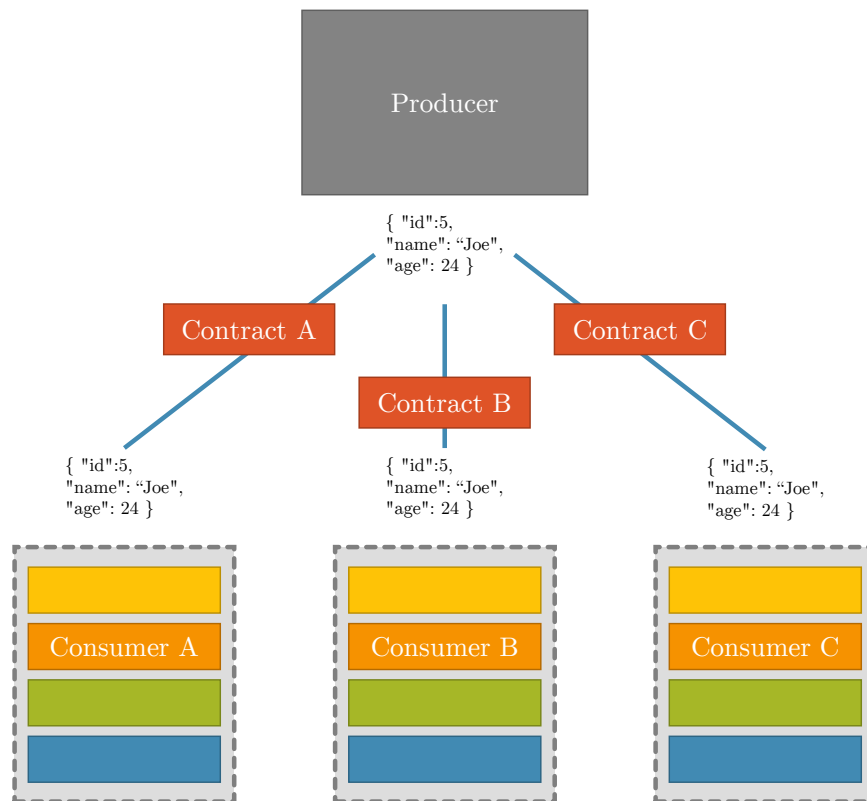 Producer
{ "id":5,
"name": “Joe",
"age": 24 }
Contract A
Contract C
Contract B
{ "id":5,
"name": “Joe",
"age": 24 }
{ "id":5,
"name": “Joe",
"age": 24 }
{ "id":5,
"name": “Joe",
"age": 24 }
Consumer A
Consumer B
Consumer C